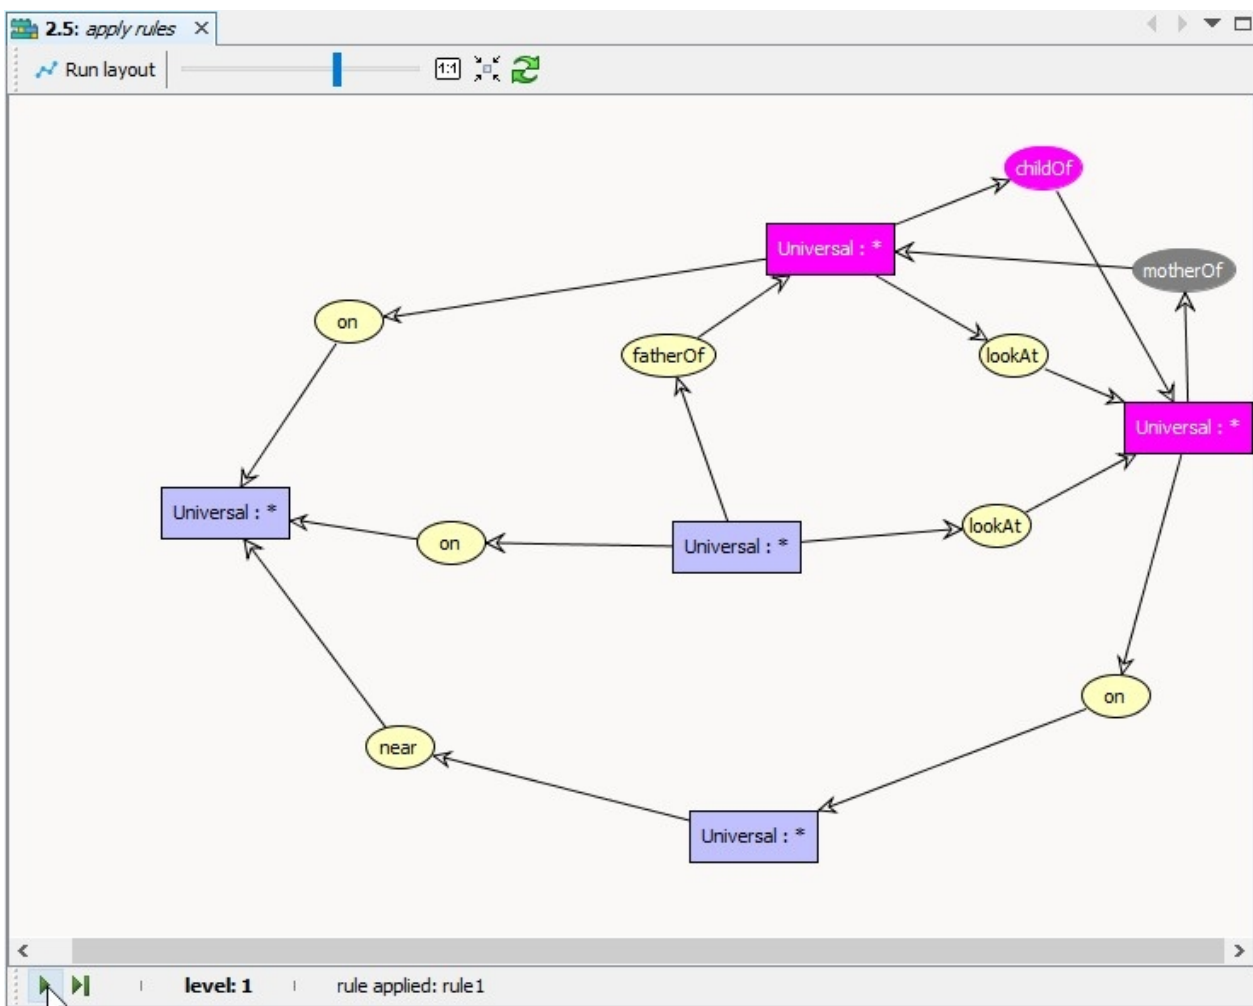 2.5: apply rules
Run layout
1:1
childOf
Universal : *
motherOf
on
fatherOf
lookAt
Universal : *
Universal : *
on
Universal : *
lookAt
on
near
Universal : *
level: 1
rule applied: rule1